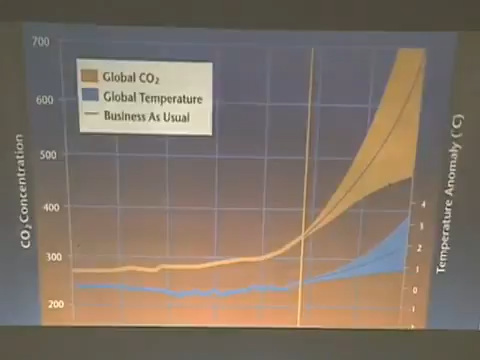 700
600
500
400
300
200
Global CO₂
Global Temperature
Business As Usual
CO₂ Concentration
Temperature Anomaly (°C)
4
3
2
1
0